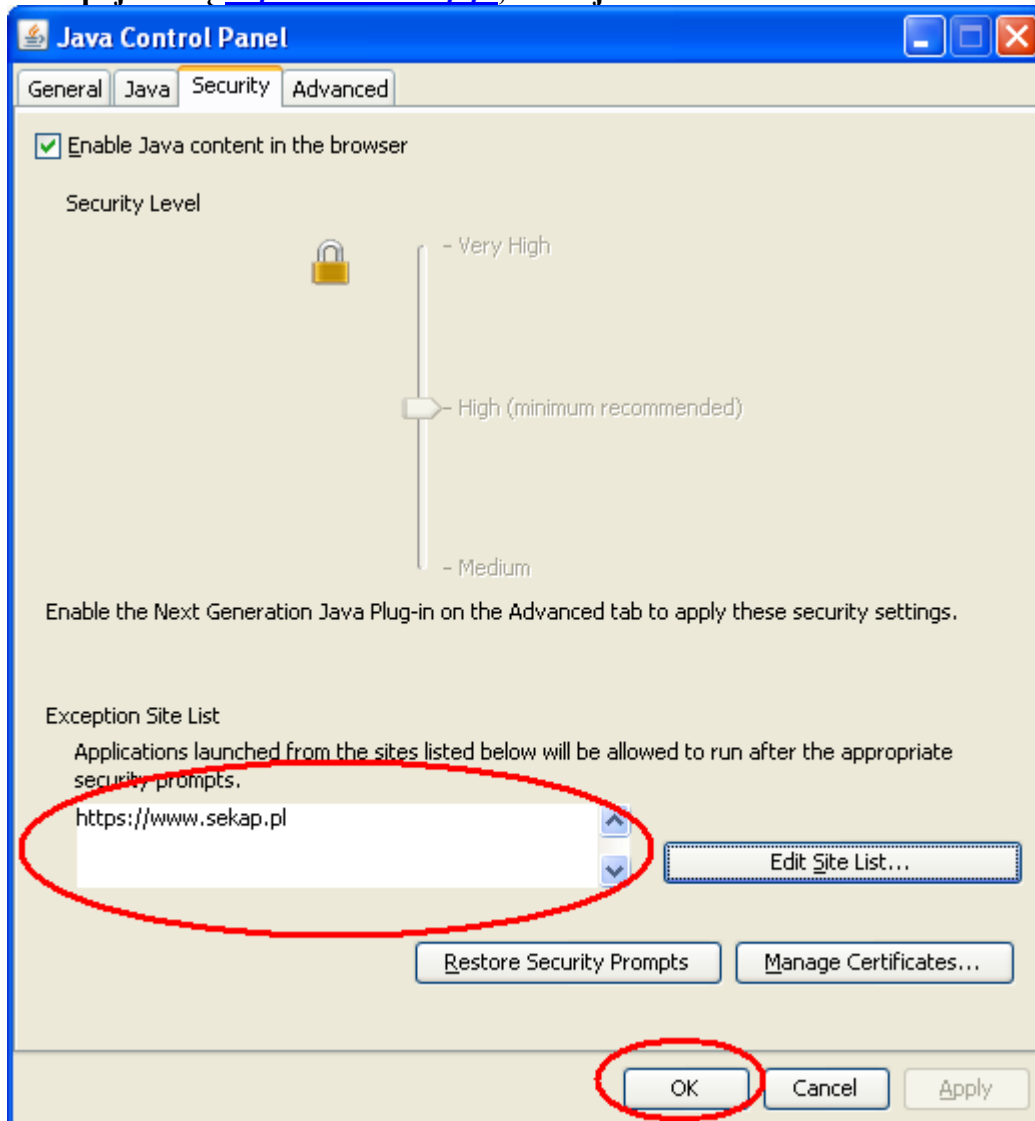 Java Control Panel
General Java Security Advanced
Enable Java content in the browser
Security Level
- Very High
- High (minimum recommended)
- Medium
Enable the Next Generation Java Plug-in on the Advanced tab to apply these security settings.
Exception Site List
Applications launched from the sites listed below will be allowed to run after the appropriate
security prompts.
https://www.sekap.pl
Edit Site List...
Restore Security Prompts Manage Certificates...
OK Cancel Apply